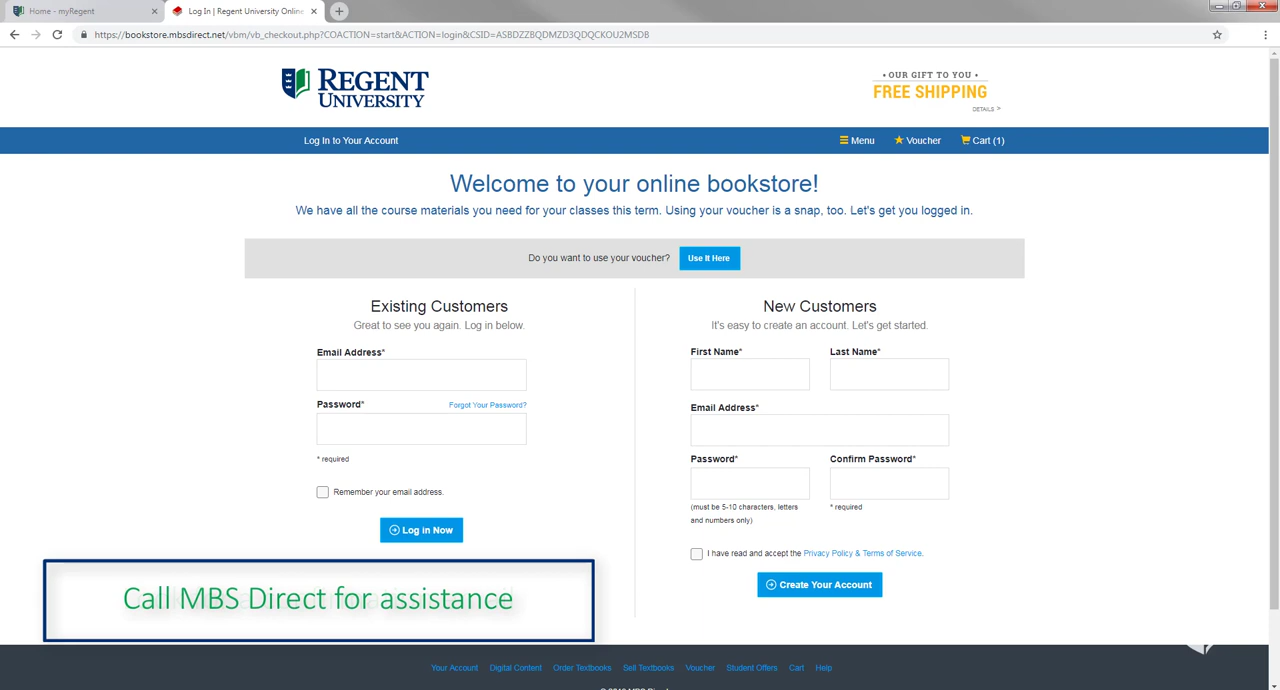 Home - myRegent
Log In | Regent University Online
https://bookstore.mbsdirect.net/vbm/vb_checkout.php?COACTION=start&ACTION=login&CSID=ASBDZZBQDMZD3QDQCKOU2MSDB
REGENT
UNIVERSITY
• OUR GIFT TO YOU •
FREE SHIPPING
DETAILS >
Log In to Your Account
Menu
Voucher
Cart (1)
Welcome to your online bookstore!
We have all the course materials you need for your classes this term. Using your voucher is a snap, too. Let's get you logged in.
Do you want to use your voucher? Use It Here
Existing Customers
Great to see you again. Log in below.
Email Address*
Password* Forgot Your Password?
* required
Remember your email address.
Log in Now
New Customers
It's easy to create an account. Let's get started.
First Name* Last Name*
Email Address*
Password* Confirm Password*
(must be 5-10 characters, letters
and numbers only)
* required
I have read and accept the Privacy Policy & Terms of Service.
Create Your Account
Call MBS Direct for assistance
Your Account Digital Content Order Textbooks Sell Textbooks Voucher Student Offers Cart Help